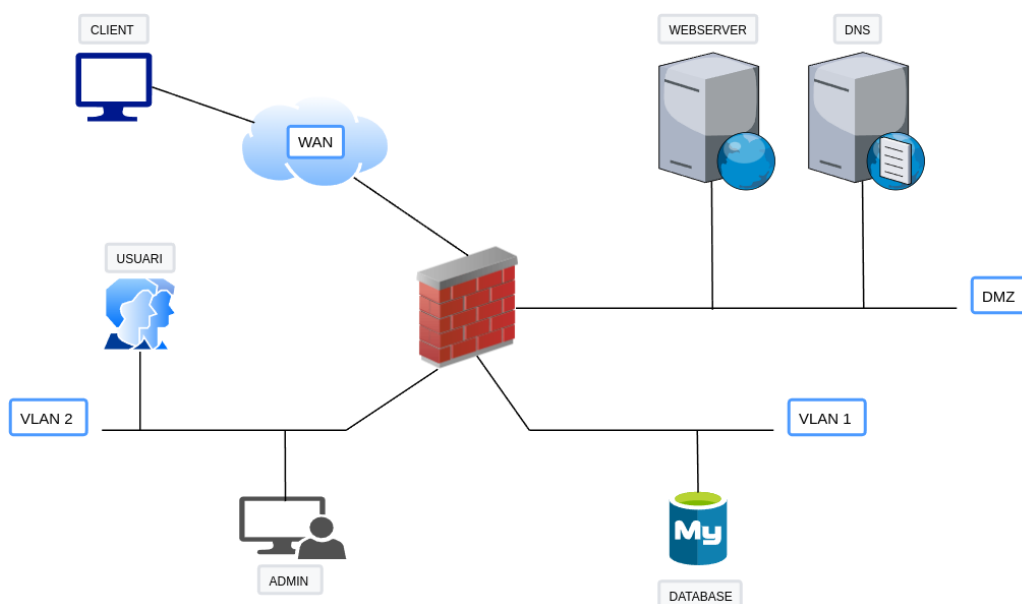 CLIENT
WEBSERVER
DNS
WAN
USUARI
DMZ
VLAN 2
VLAN 1
My
ADMIN
DATABASE